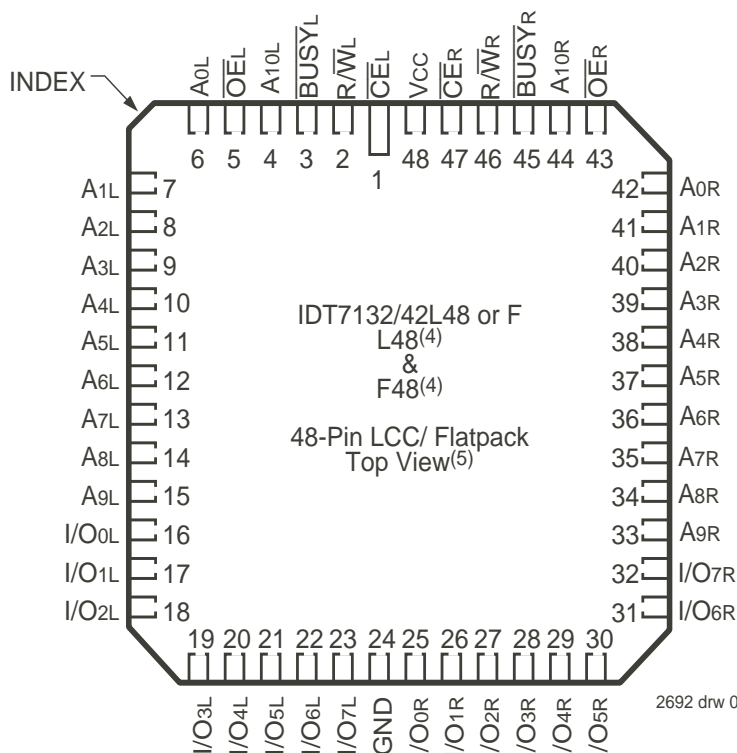 INDEX
A0L
OEL
A10L
BUSYL
R/WL
CEL
VCC
CER
R/WR
BUSYR
A10R
OER
6 5 4 3 2 1 48 47 46 45 44 43
A1L 7
A2L 8
A3L 9
A4L 10
A5L 11
A6L 12
A7L 13
A8L 14
A9L 15
I/O0L 16
I/O1L 17
I/O2L 18
IDT7132/42L48 or F
L48(4)
&
F48(4)
48-Pin LCC/ Flatpack
Top View(5)
42 A0R
41 A1R
40 A2R
39 A3R
38 A4R
37 A5R
36 A6R
35 A7R
34 A8R
33 A9R
32 I/O7R
31 I/O6R
19 20 21 22 23 24 25 26 27 28 29 30
I/O3L
I/O4L
I/O5L
I/O6L
I/O7L
GND
/O0R
/O1R
/O2R
/O3R
/O4R
/O5R
2692 drw 0